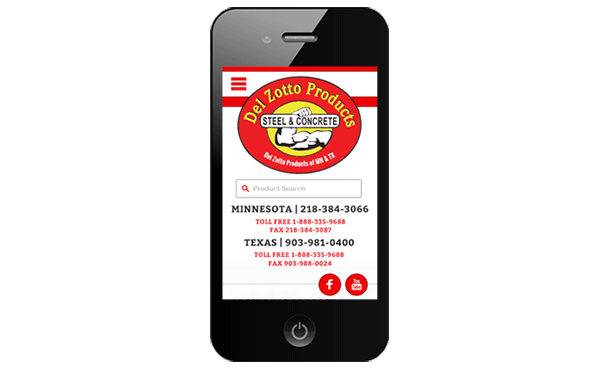 Del Zotto Products
STEEL & CONCRETE
Del Zotto Products of MN & TX
Product Search
MINNESOTA | 218-384-3066
TOLL FREE 1-888-335-9688
FAX 218-384-3087
TEXAS | 903-981-0400
TOLL FREE 1-888-335-9688
FAX 903-988-0024
f
You
Tube